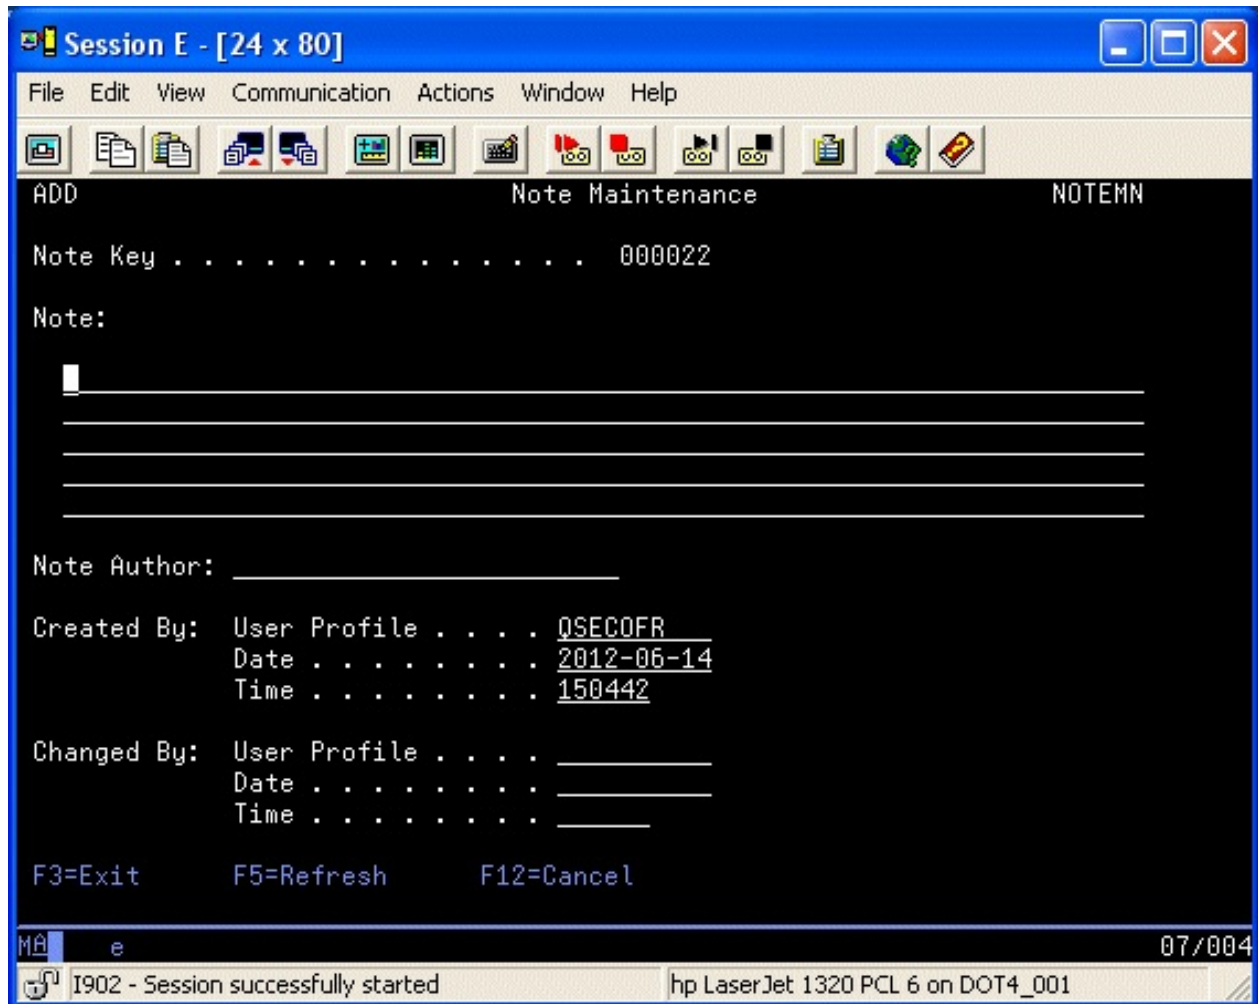 Session E - [24 x 80]
File Edit View Communication Actions Window Help
ADD Note Maintenance NOTEMN
Note Key . . . . . . . . . . . . . . 000022
Note:
Note Author:
Created By: User Profile . . . . QSECOFR
Date . . . . . . . . 2012-06-14
Time . . . . . . . . 150442
Changed By: User Profile . . . .
Date . . . . . . . .
Time . . . . . . . .
F3=Exit F5=Refresh F12=Cancel
MA e 07/004
I902 - Session successfully started hp LaserJet 1320 PCL 6 on DOT4_001